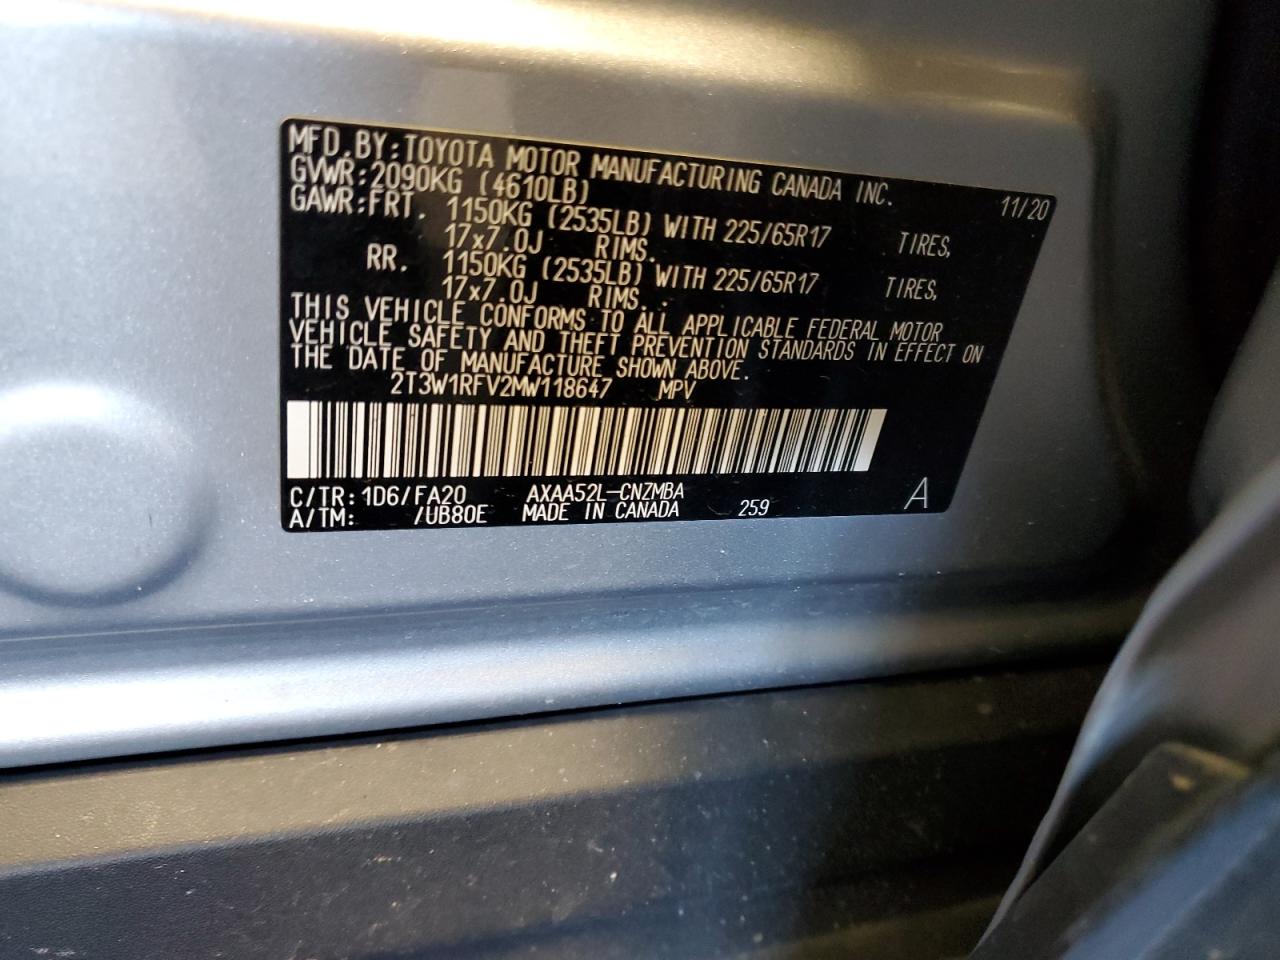 MFD.BY:TOYOTA MOTOR MANUFACTURING CANADA INC. 11/20
GVWR:2090KG (4610LB)
GAWR:FRT. 1150KG (2535LB) WITH 225/65R17 TIRES,
17x7.0J RIMS.
RR. 1150KG (2535LB) WITH 225/65R17 TIRES,
17x7.0J RIMS. .
THIS VEHICLE CONFORMS TO ALL APPLICABLE FEDERAL MOTOR
VEHICLE SAFETY AND THEFT PREVENTION STANDARDS IN EFFECT ON
THE DATE OF MANUFACTURE SHOWN ABOVE.
2T3W1RFV2MW118647 MPV
C/TR:1D6/FA20 AXAA52L-CNZMBA
A/TM: /UB80E MADE IN CANADA 259 A